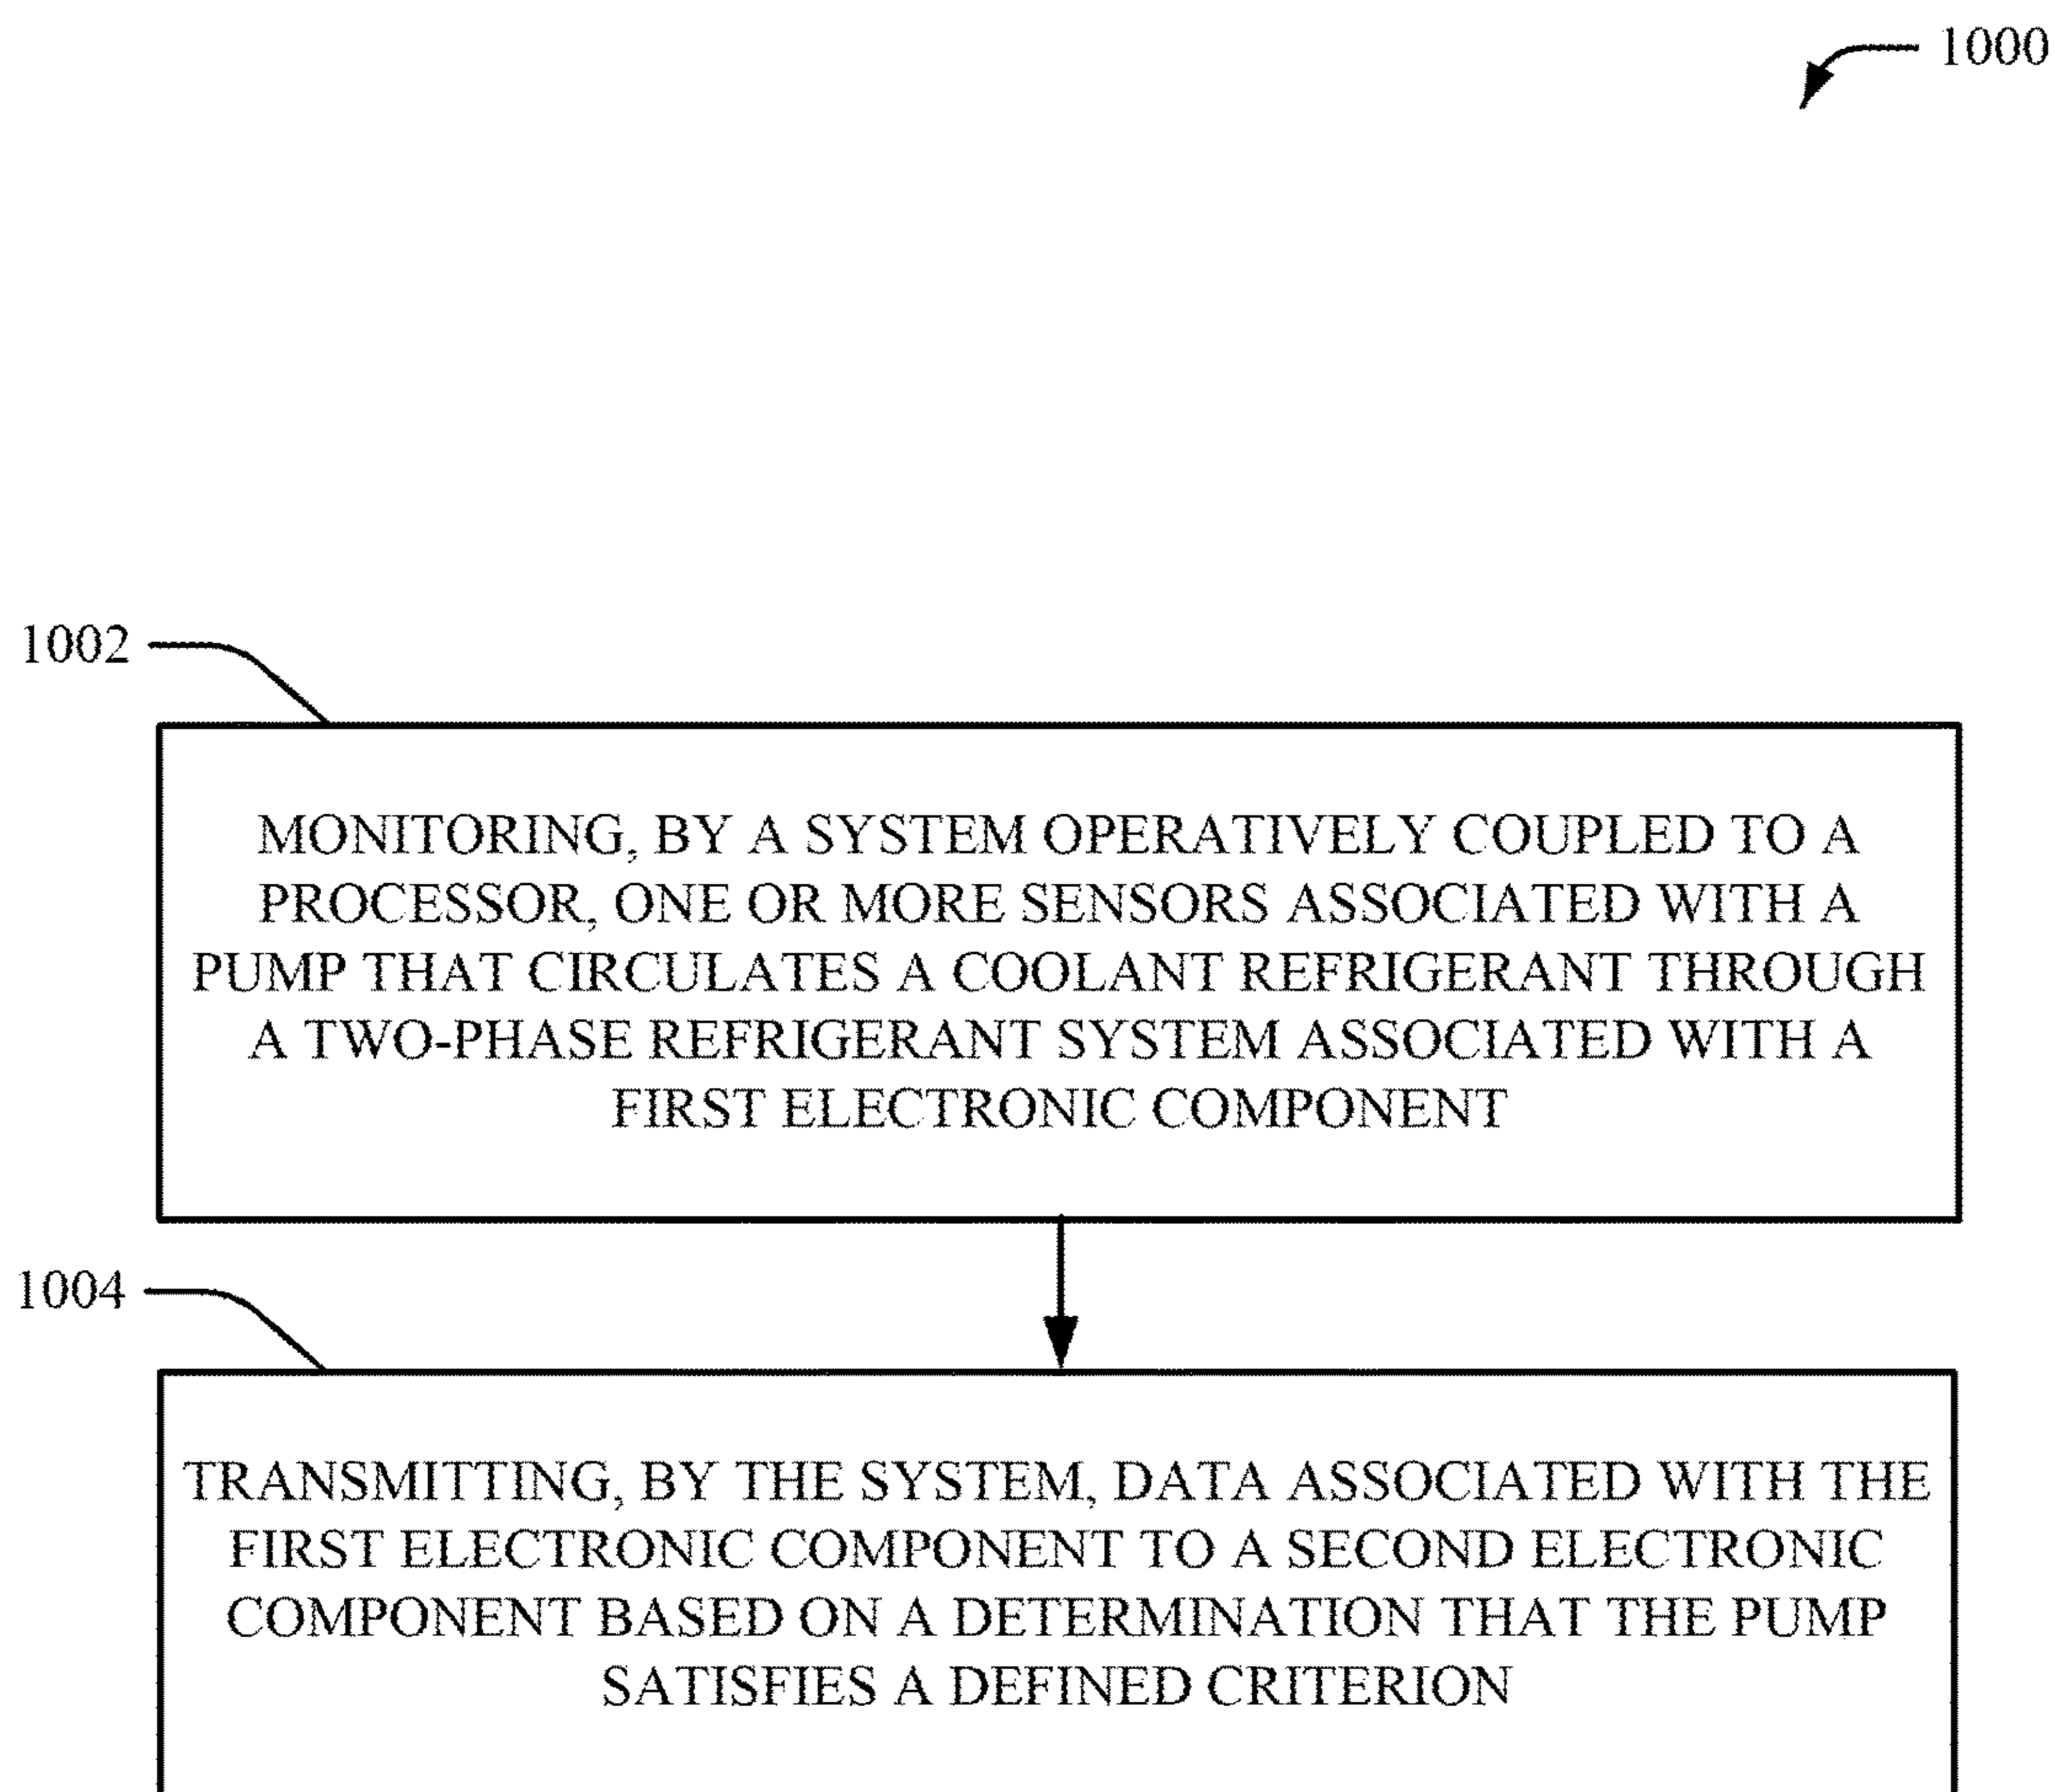 1000
1002
MONITORING, BY A SYSTEM OPERATIVELY COUPLED TO A
PROCESSOR, ONE OR MORE SENSORS ASSOCIATED WITH A
PUMP THAT CIRCULATES A COOLANT REFRIGERANT THROUGH
A TWO-PHASE REFRIGERANT SYSTEM ASSOCIATED WITH A
FIRST ELECTRONIC COMPONENT
1004
TRANSMITTING, BY THE SYSTEM, DATA ASSOCIATED WITH THE
FIRST ELECTRONIC COMPONENT TO A SECOND ELECTRONIC
COMPONENT BASED ON A DETERMINATION THAT THE PUMP
SATISFIES A DEFINED CRITERION